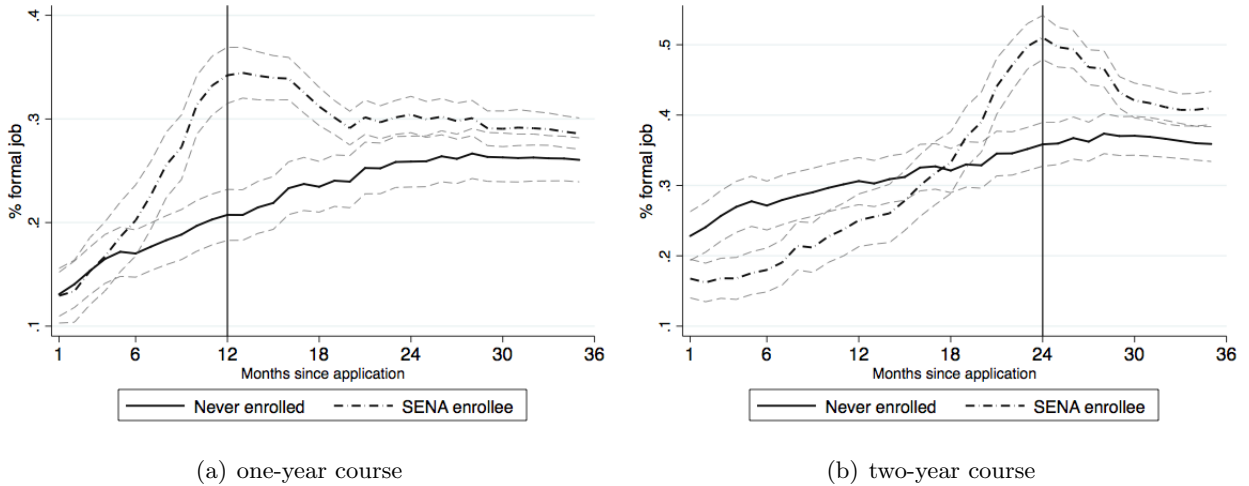 % formal job
.4
.3
.2
.1
1 6 12 18 24 30 36
Months since application
Never enrolled SENA enrollee
(a) one-year course
% formal job
.5
.4
.3
.2
.1
1 6 12 18 24 30 36
Months since application
Never enrolled SENA enrollee
(b) two-year course